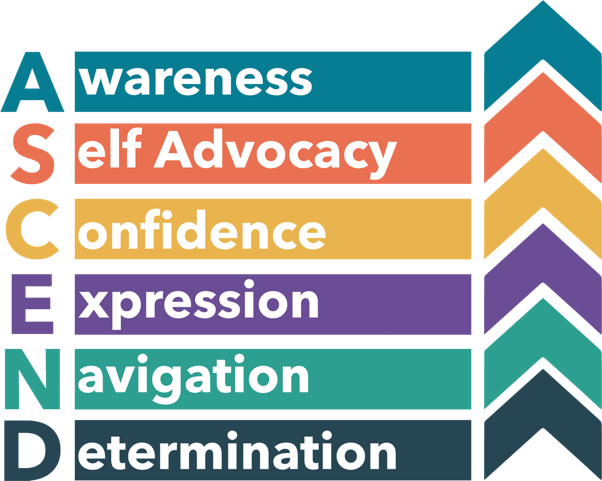 Awareness
Self Advocacy
Confidence
Expression
Navigation
Determination